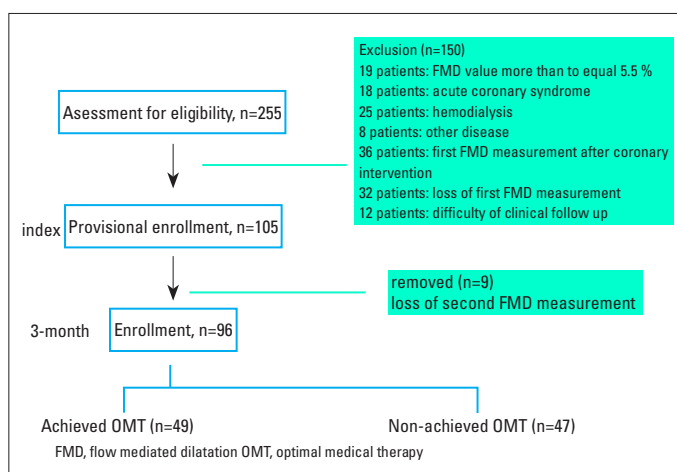 Exclusion (n=150)
19 patients: FMD value more than to equal 5.5 %
18 patients: acute coronary syndrome
25 patients: hemodialysis
8 patients: other disease
36 patients: first FMD measurement after coronary
intervention
32 patients: loss of first FMD measurement
12 patients: difficulty of clinical follow up
Asessment for eligibility, n=255
index
Provisional enrollment, n=105
removed (n=9)
loss of second FMD measurement
3-month
Enrollment, n=96
Achieved OMT (n=49)
Non-achieved OMT (n=47)
FMD, flow mediated dilatation OMT, optimal medical therapy